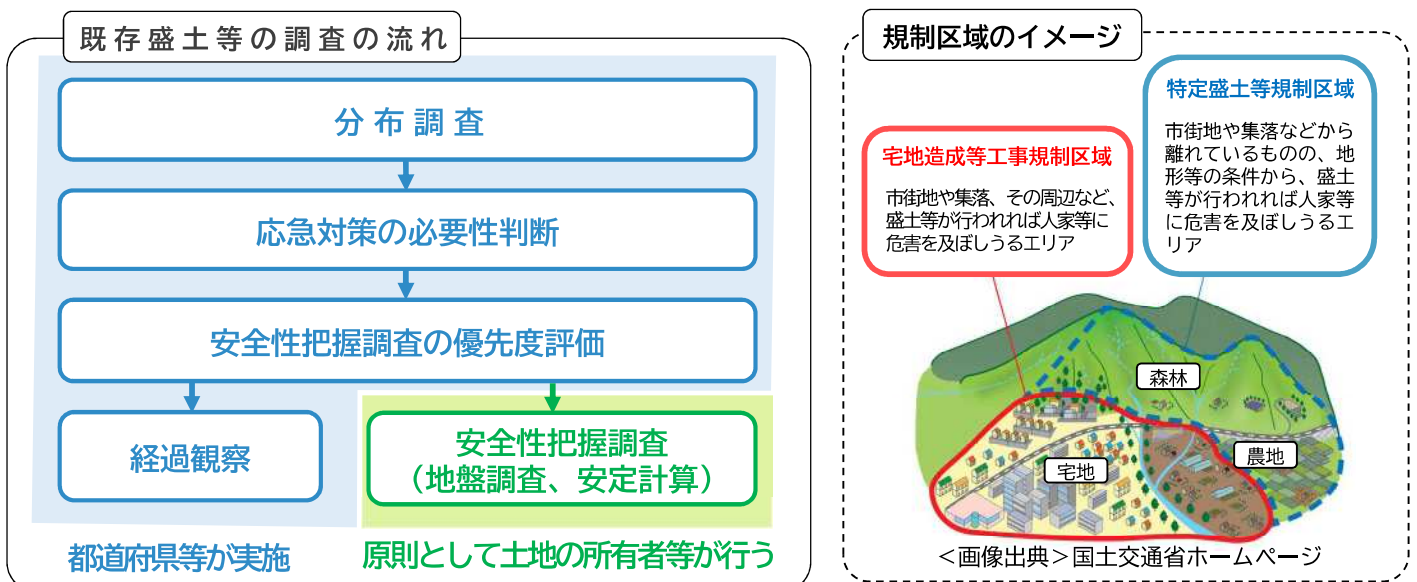 既存盛土等の調査の流れ
分布調査
応急対策の必要性判断
安全性把握調査の優先度評価
経過観察
安全性把握調査
（地盤調査、安定計算）
都道府県等が実施
原則として土地の所有者等が行う
規制区域のイメージ
特定盛土等規制区域
市街地や集落などから
離れているものの、地
形等の条件から、盛土
等が行われれば人家等
に危害を及ぼしうるエ
リア
宅地造成等工事規制区域
市街地や集落、その周辺など、
盛土等が行われれば人家等に
危害を及ぼしうるエリア
森林
農地
宅地
＜画像出典＞国土交通省ホームページ